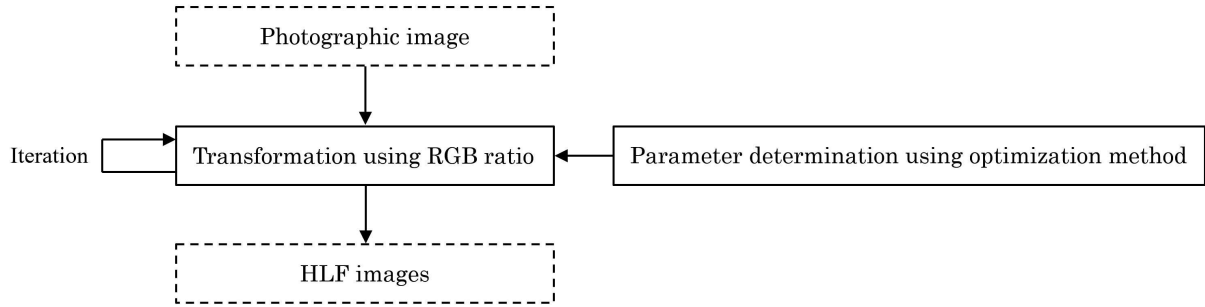 Photographic image
Iteration
Transformation using RGB ratio
Parameter determination using optimization method
HLF images